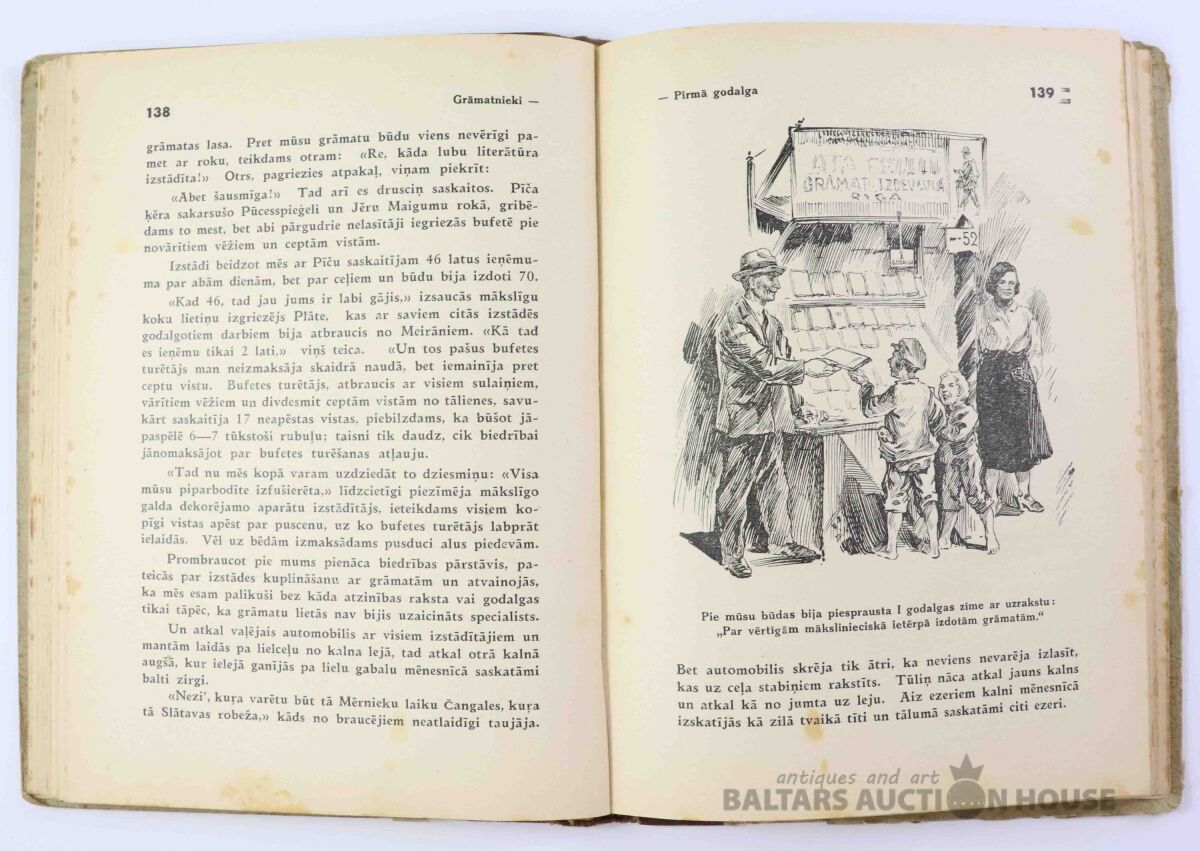 138
Grāmatnieki —
grāmatas lasa. Pret mūsu grāmatu būdu viens nevērīgi pa-
met ar roku, teikdams otram: «Re, kāda lubu literātūra
izstādīta!» Otrs, pagriezies atpakaļ, viņam piekrīt:
«Abet šausmīga!» Tad arī es drusciņ saskaitos. Pīča
ķēra sakarsušo Pūcesspieģeli un Jēru Maigumu rokā, gribē-
dams to mest, bet abi pārgudrie nelasītāji iegriezās bufetē pie
novārītiem vēžiem un ceptām vistām.
Izstādi beidzot mēs ar Pīču saskaitījām 46 latus ieņēmu-
ma par abām dienām, bet par ceļiem un būdu bija izdoti 70.
«Kad 46, tad jau jums ir labi gājis,» izsaucās mākslīgu
koku lietiņu izgriezējs Plāte, kas ar saviem citās izstādēs
godalgotiem darbiem bija atbraucis no Meirāniem. «Kā tad
es ieņēmu tikai 2 lati,» viņš teica. «Un tos pašus bufetes
turētājs man neizmaksāja skaidrā naudā, bet iemainīja pret
ceptu vistu. Bufetes turētājs, atbraucis ar visiem sulaiņiem,
vārītiem vēžiem un divdesmit ceptām vistām no tālienes, savu-
kārt saskaitīja 17 neapēstas vistas, piebilzdams, ka būšot jā-
paspēlē 6—7 tūkstoši rubuļu; taisni tik daudz, cik biedrībai
jānomaksājot par bufetes turēšanas atļauju.
«Tad nu mēs kopā varam uzdziedāt to dziesmiņu: «Visa
mūsu piparbodīte izfušierēta,» līdzcietīgi piezīmēja mākslīgo
galda dekorējamo aparātu izstādītājs, ieteikdams visiem ko-
pīgi vistas apēst par puscenu, uz ko bufetes turētājs labprāt
ielaidās. Vēl uz bēdām izmaksādams pusduci alus piedevām.
Prombraucot pie mums pienāca biedrības pārstāvis, pa-
teicās par izstādes kuplināšanu ar grāmatām un atvainojās,
ka mēs esam palikuši bez kāda atzinības raksta vai godalgas
tikai tāpēc, ka grāmatu lietās nav bijis uzaicināts specialists.
Un atkal vaļējais automobilis ar visiem izstādītājiem un
mantām laidās pa lielceļu no kalna lejā, tad atkal otrā kalnā
augšā, kur ielejā ganījās pa lielu gabalu mēnesnīcā saskatāmi
balti zirgi.
«Nezi', kuŗa varētu būt tā Mērnieku laiku Čangales, kuŗa
tā Slātavas robeža,» kāds no braucējiem neatlaidīgi taujāja.
— Pirmā godalga
139
GRĀMATU IZDEVNIECĪBA
RĪGĀ
52
I
GODALGA
Pie mūsu būdas bija piesprausta I godalgas zīme ar uzrakstu:
„Par vērtīgām mākslinieciskā ietērpā izdotām grāmatām.“
Bet automobilis skrēja tik ātri, ka neviens nevarēja izlasīt,
kas uz ceļa stabiņiem rakstīts. Tūliņ nāca atkal jauns kalns
un atkal kā no jumta uz leju. Aiz ezeriem kalni mēnesnīcā
izskatījās kā zilā tvaikā tīti un tālumā saskatāmi citi ezeri.
antiques and art
BALTARS AUCTION HOUSE